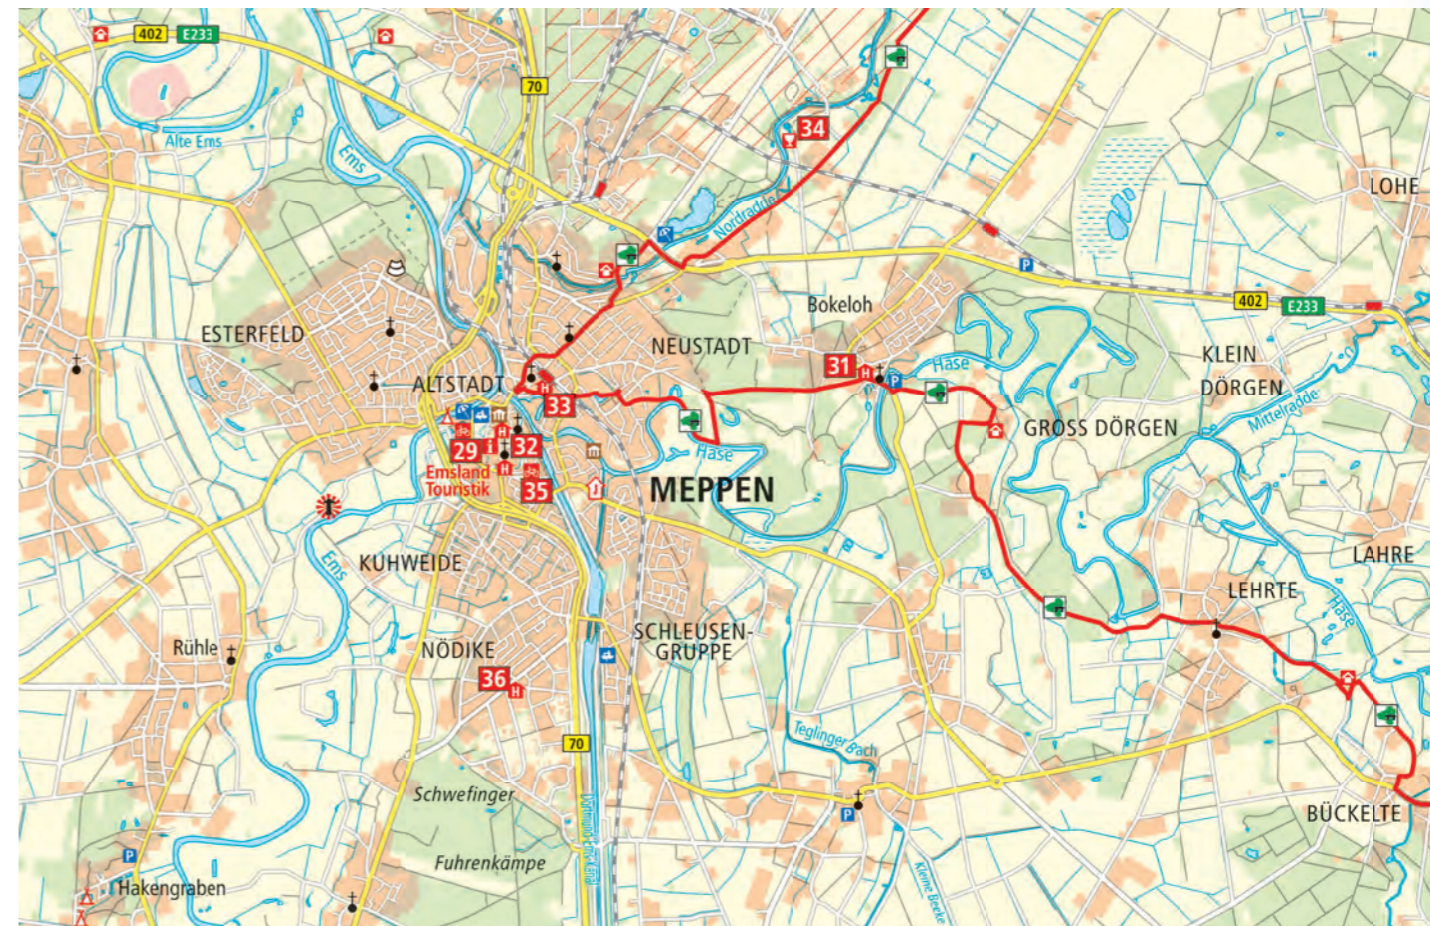 402 E233
70
34
Alte Ems
Ems
LOHE
Nordradde
P
402 E233
Bokeloh
ESTERFELD
NEUSTADT
KLEIN
DÖRGEN
31
H
P
Hase
ALTSTADT
H
33
Mittelradde
GROSS DÖRGEN
29
i
H
32
Emsland
Touristik
H
35
Hase
MEPPEN
Ems
KUHWEIDE
LAHRE
LEHRTE
Hase
SCHLEUSEN-
GRUPPE
Rühle
NÖDIKE
36
H
70
Teglinger Bach
Schwefinger
BÜCKELTE
P
Dortmund-Ems-Kanal
Fuhrenkämpe
P
Hakengraben
Kleine Beeke